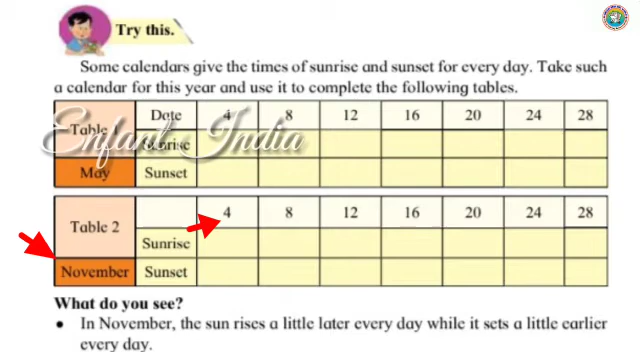 Try this.
Some calendars give the times of sunrise and sunset for every day. Take such
a calendar for this year and use it to complete the following tables.
Table 1 Date 4 8 12 16 20 24 28
Sunrise
May Sunset
Enfant India
Table 2 4 8 12 16 20 24 28
Sunrise
November Sunset
What do you see?
• In November, the sun rises a little later every day while it sets a little earlier
every day.